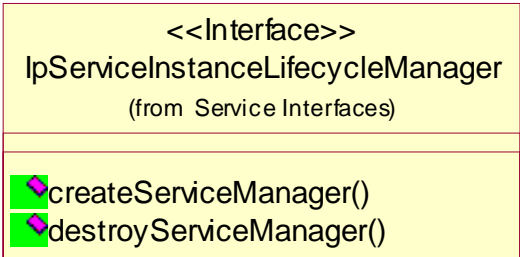 <<Interface>>
IpServiceInstanceLifecycleManager
(from Service Interfaces)
createServiceManager()
destroyServiceManager()